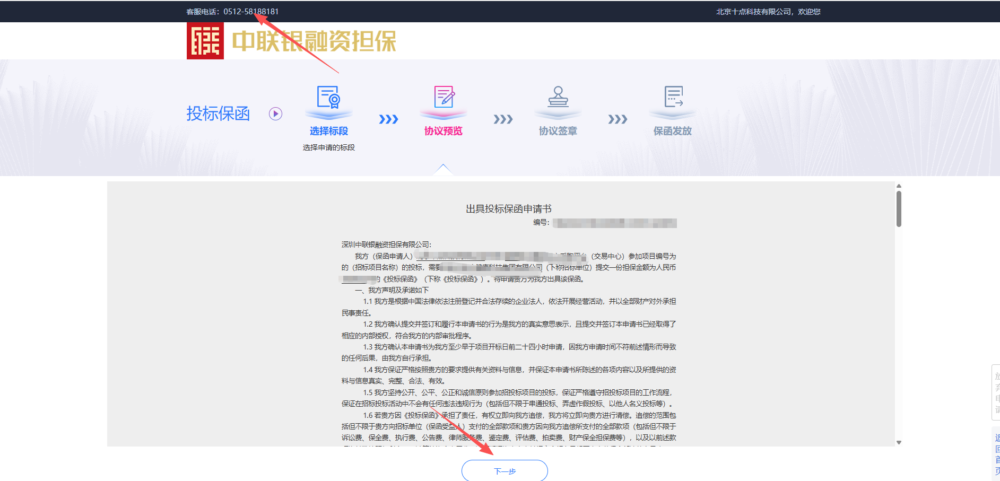 客服电话：0512-58188181
北京十点科技有限公司，欢迎您
中联银融资担保
投标保函
选择标段
协议预览
协议签章
保函发放
选择申请的标段
出具投标保函申请书
编号：
深圳中联银融资担保有限公司：
我方（保函申请人）（交易中心）参加项目编号为
的（招标项目名称）的投标，需要健康科技集团有限公司（下称招标单位）提交一份担保金额为人民币
的《投标保函》（下称《投标保函》）。特申请贵方为我方出具该保函。
一、我方声明及承诺如下
1.1 我方是根据中国法律依法注册登记并合法存续的企业法人，依法开展经营活动，并以全部财产对外承担
民事责任。
1.2 我方确认提交并签订和履行本申请书的行为是我方的真实意思表示，且提交并签订本申请书已经取得了
相应的内部授权，符合我方的内部审批程序。
1.3 我方确认本申请书为我方至少早于项目开标日前二十四小时申请，因我方申请时间不符前述情形而导致
的任何后果，由我方自行承担。
1.4 我方保证严格按照贵方的要求提供有关资料与信息，并保证本申请书所陈述的各项内容以及所提供的资
料与信息真实、完整、合法、有效。
1.5 我方坚持公开、公平、公正和诚信原则参加招投标项目的投标，保证严格遵守招投标项目的工作流程，
保证在招标投标活动中不会有任何违法违规行为（包括但不限于串通投标、弄虚作假投标、以他人名义投标等）。
1.6 若贵方因《投标保函》承担了责任，有权立即向我方追偿，我方将立即向贵方进行清偿。追偿的范围包
括但不限于贵方向招标单位（保函受益人）支付的全部款项和贵方因向我方追偿所支付的全部款项（包括但不限于
诉讼费、保全费、执行费、公告费、律师服务费、鉴定费、评估费、拍卖费、财产保全担保费等），以及以前述款
下一步
放弃申请
返回首页